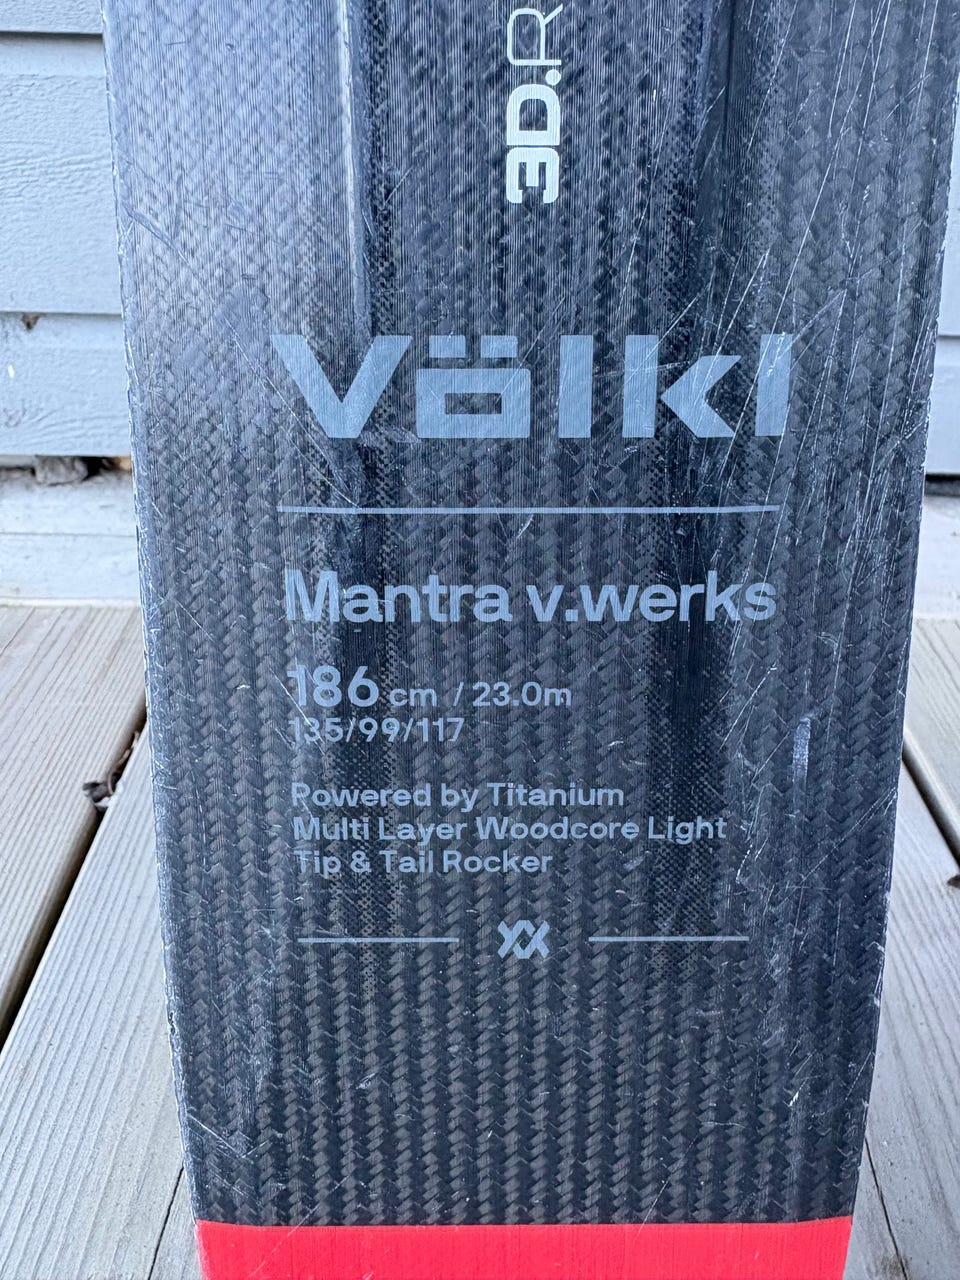 3D.R
Völkl
Mantra v.werks
186 cm / 23.0m
135/99/117
Powered by Titanium
Multi Layer Woodcore Light
Tip & Tail Rocker